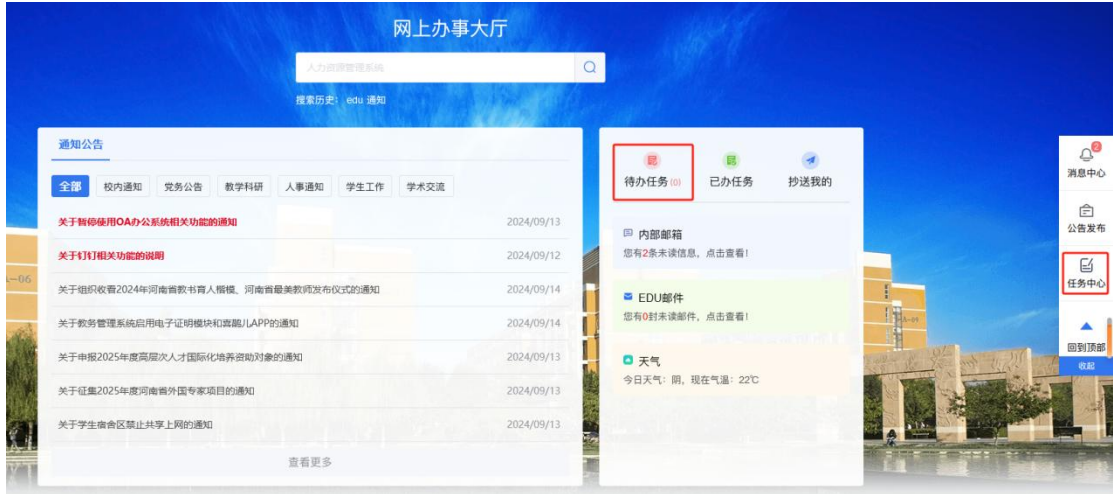 网上办事大厅
人力资源管理系统
搜索历史： edu 通知
通知公告
全部 校内通知 党务公告 教学科研 人事通知 学生工作 学术交流
关于暂停使用OA办公系统相关功能的通知 2024/09/13
关于钉钉相关功能的说明 2024/09/12
关于组织收看2024年河南省教书育人楷模、河南省最美教师发布仪式的通知 2024/09/14
关于教务管理系统启用电子证明模块和喜鹊儿APP的通知 2024/09/14
关于申报2025年度高层次人才国际化培养资助对象的通知 2024/09/13
关于征集2025年度河南省外国专家项目的通知 2024/09/13
关于学生宿舍区禁止共享上网的通知 2024/09/13
查看更多
待办任务(0) 已办任务 抄送我的
内部邮箱
您有2条未读信息，点击查看！
EDU邮件
您有0封未读邮件，点击查看！
天气
今日天气：阴，现在气温：22℃
2
消息中心
公告发布
任务中心
回到顶部
收起